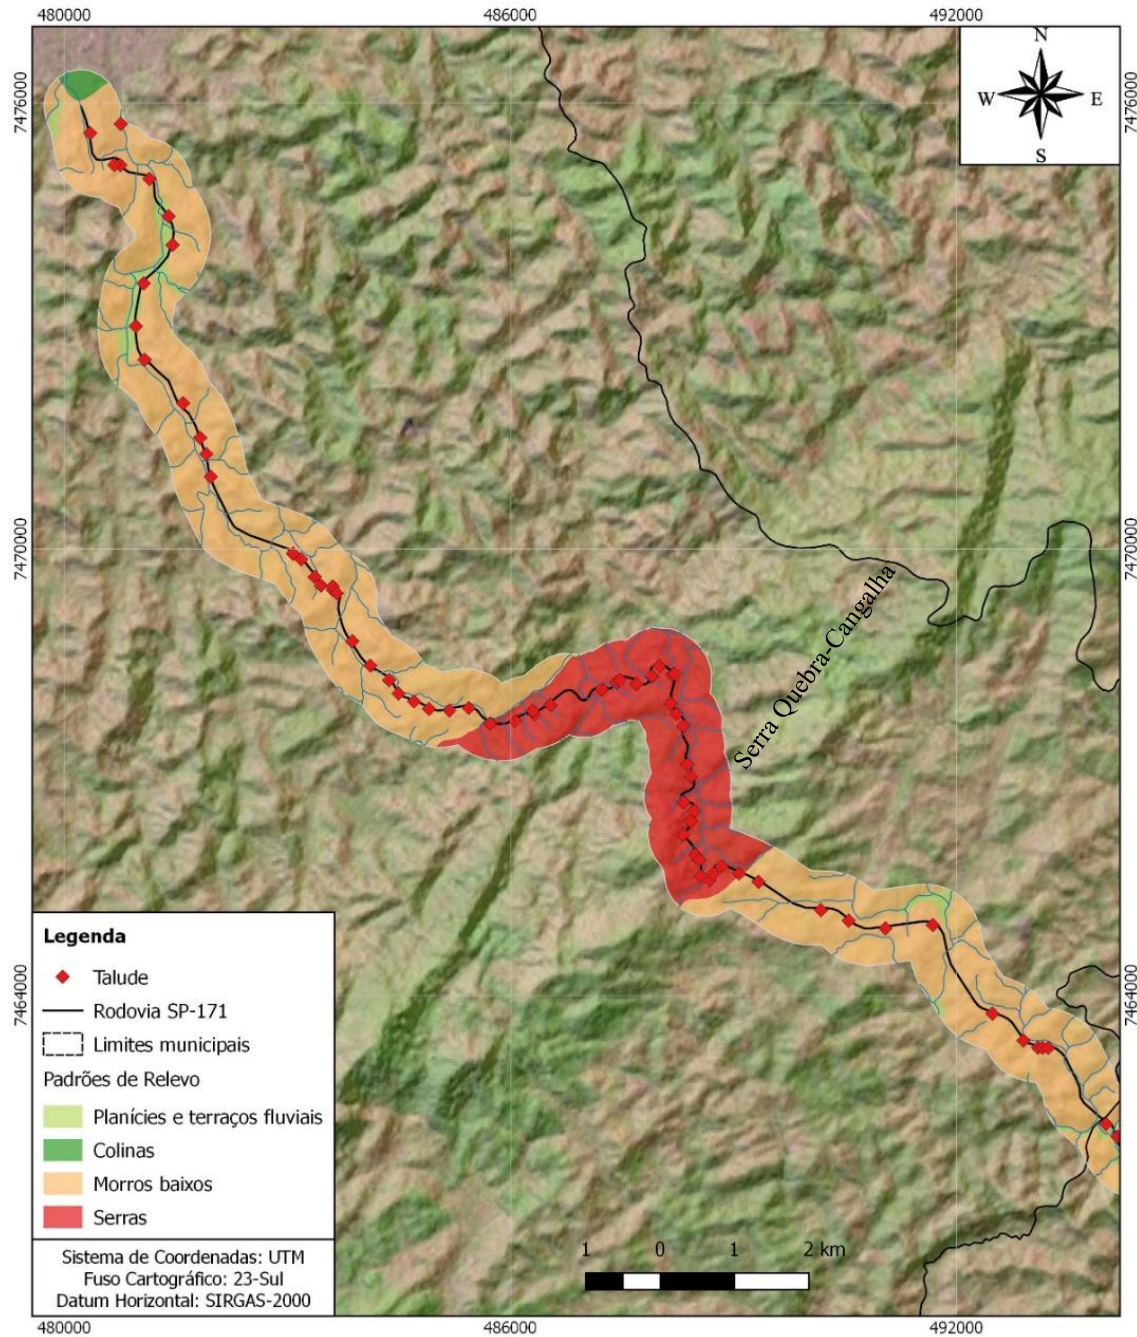 480000
486000
492000
N
W
E
S
7476000
7476000
7470000
7470000
Serra Quebra-Cangalha
7464000
7464000
Legenda
Talude
Rodovia SP-171
Limites municipais
Padrões de Relevo
Planícies e terraços fluviais
Colinas
Morros baixos
Serras
Sistema de Coordenadas: UTM
Fuso Cartográfico: 23-Sul
Datum Horizontal: SIRGAS-2000
1 0 1 2 km
480000
486000
492000